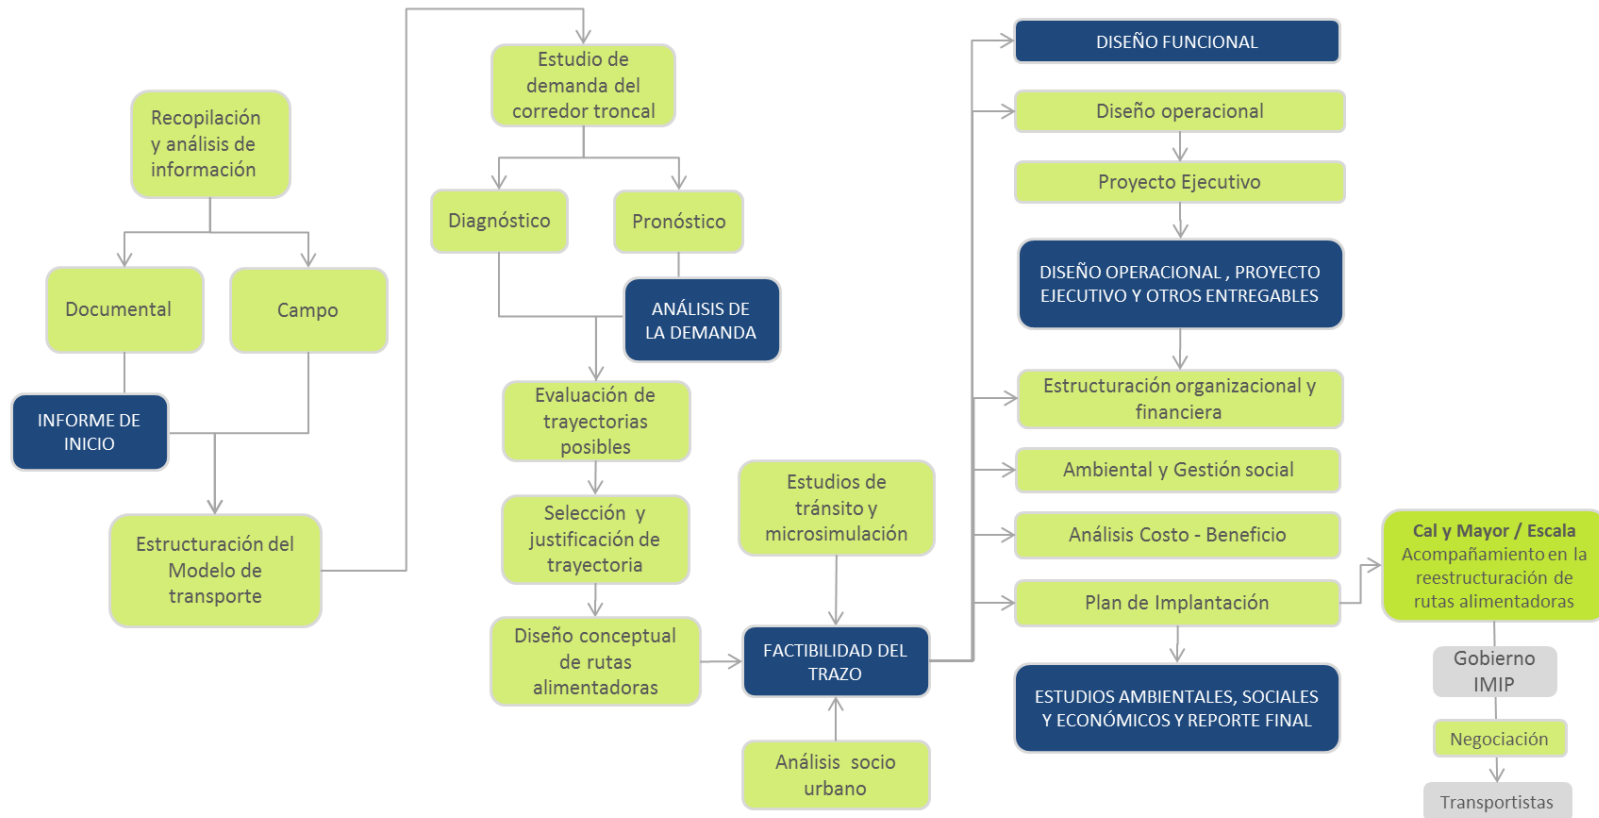 Recopilación
y análisis de
información
Documental
Campo
INFORME DE
INICIO
Estructuración del
Modelo de
transporte
Estudio de
demanda del
corredor troncal
Diagnóstico
Pronóstico
ANÁLISIS DE
LA DEMANDA
Evaluación de
trayectorias
posibles
Selección y
justificación de
trayectoria
Diseño conceptual
de rutas
alimentadoras
Estudios de
tránsito y
microsimulación
FACTIBILIDAD DEL
TRAZO
Análisis socio
urbano
DISEÑO FUNCIONAL
Diseño operacional
Proyecto Ejecutivo
DISEÑO OPERACIONAL , PROYECTO
EJECUTIVO Y OTROS ENTREGABLES
Estructuración organizacional y
financiera
Ambiental y Gestión social
Análisis Costo - Beneficio
Plan de Implantación
ESTUDIOS AMBIENTALES, SOCIALES
Y ECONÓMICOS Y REPORTE FINAL
Cal y Mayor / Escala
Acompañamiento en la
reestructuración de
rutas alimentadoras
Gobierno
IMIP
Negociación
Transportistas